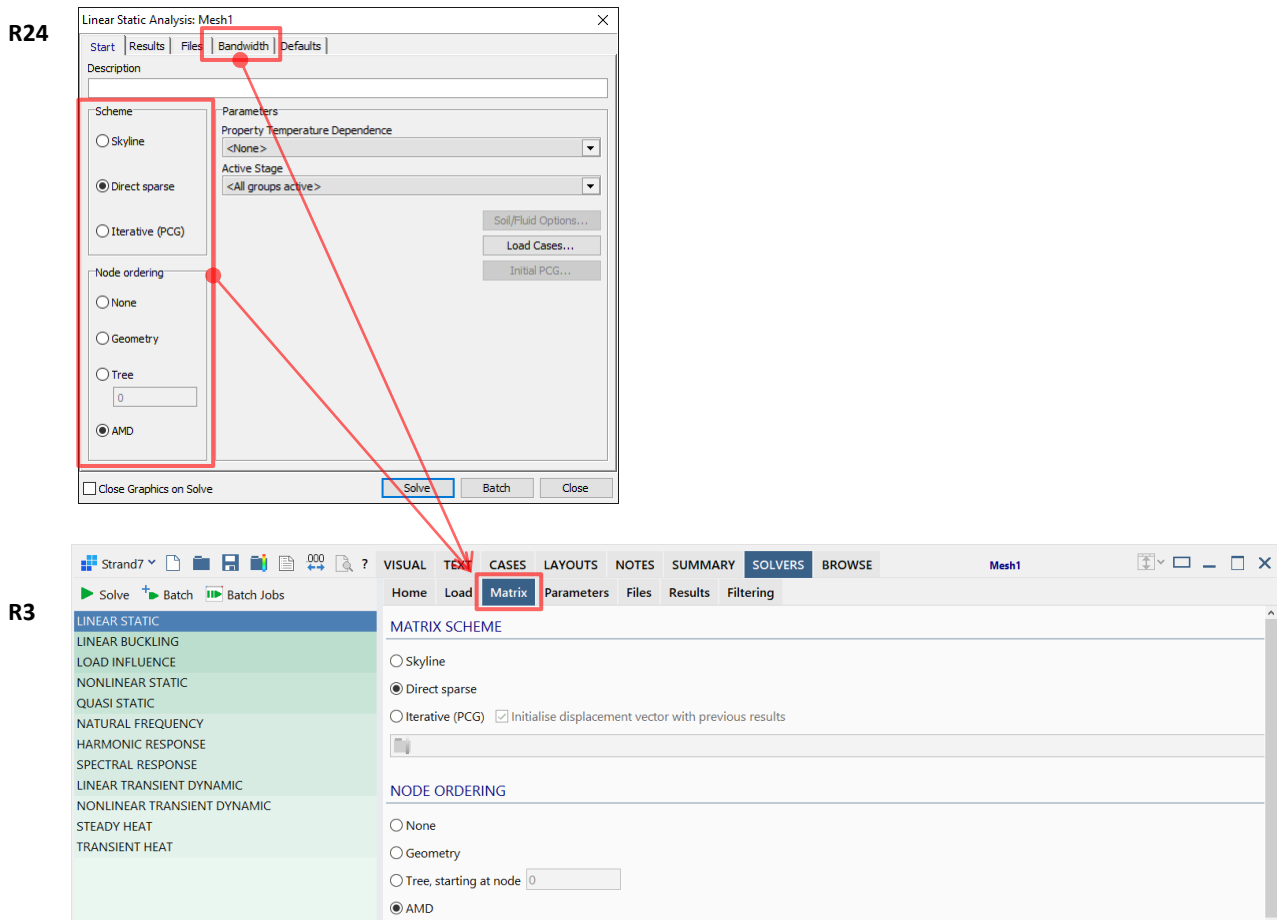 R24
Linear Static Analysis: Mesh1
Start Results Files Bandwidth Defaults
Description
Scheme
Skyline
Direct sparse
Iterative (PCG)
Node ordering
None
Geometry
Tree
0
AMD
Parameters
Property Temperature Dependence
<None>
Active Stage
<All groups active>
Soil/Fluid Options...
Load Cases...
Initial PCG...
Close Graphics on Solve
Solve Batch Close
R3
Strand7 000 ? VISUAL TEXT CASES LAYOUTS NOTES SUMMARY SOLVERS BROWSE Mesh1
Solve Batch Batch Jobs
Home Load Matrix Parameters Files Results Filtering
LINEAR STATIC
LINEAR BUCKLING
LOAD INFLUENCE
NONLINEAR STATIC
QUASI STATIC
NATURAL FREQUENCY
HARMONIC RESPONSE
SPECTRAL RESPONSE
LINEAR TRANSIENT DYNAMIC
NONLINEAR TRANSIENT DYNAMIC
STEADY HEAT
TRANSIENT HEAT
MATRIX SCHEME
Skyline
Direct sparse
Iterative (PCG) Initialise displacement vector with previous results
NODE ORDERING
None
Geometry
Tree, starting at node 0
AMD